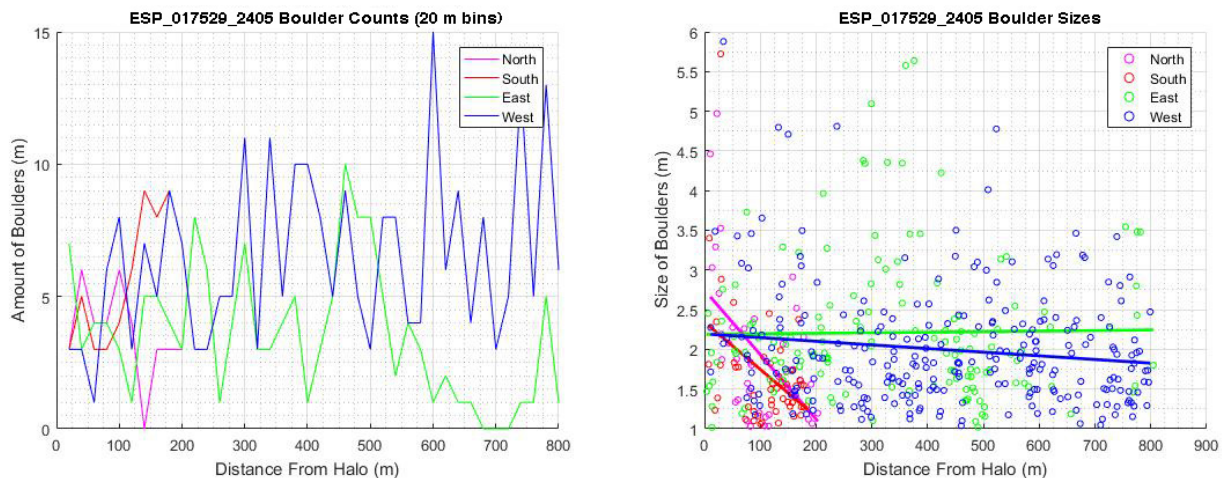 ESP_017529_2405 Boulder Counts (20 m bins)
15
10
5
0
Amount of Boulders (m)
North
South
East
West
0 100 200 300 400 500 600 700 800
Distance From Halo (m)
ESP_017529_2405 Boulder Sizes
6
5.5
5
4.5
4
3.5
3
2.5
2
1.5
1
Size of Boulders (m)
North
South
East
West
0 100 200 300 400 500 600 700 800 900
Distance From Halo (m)